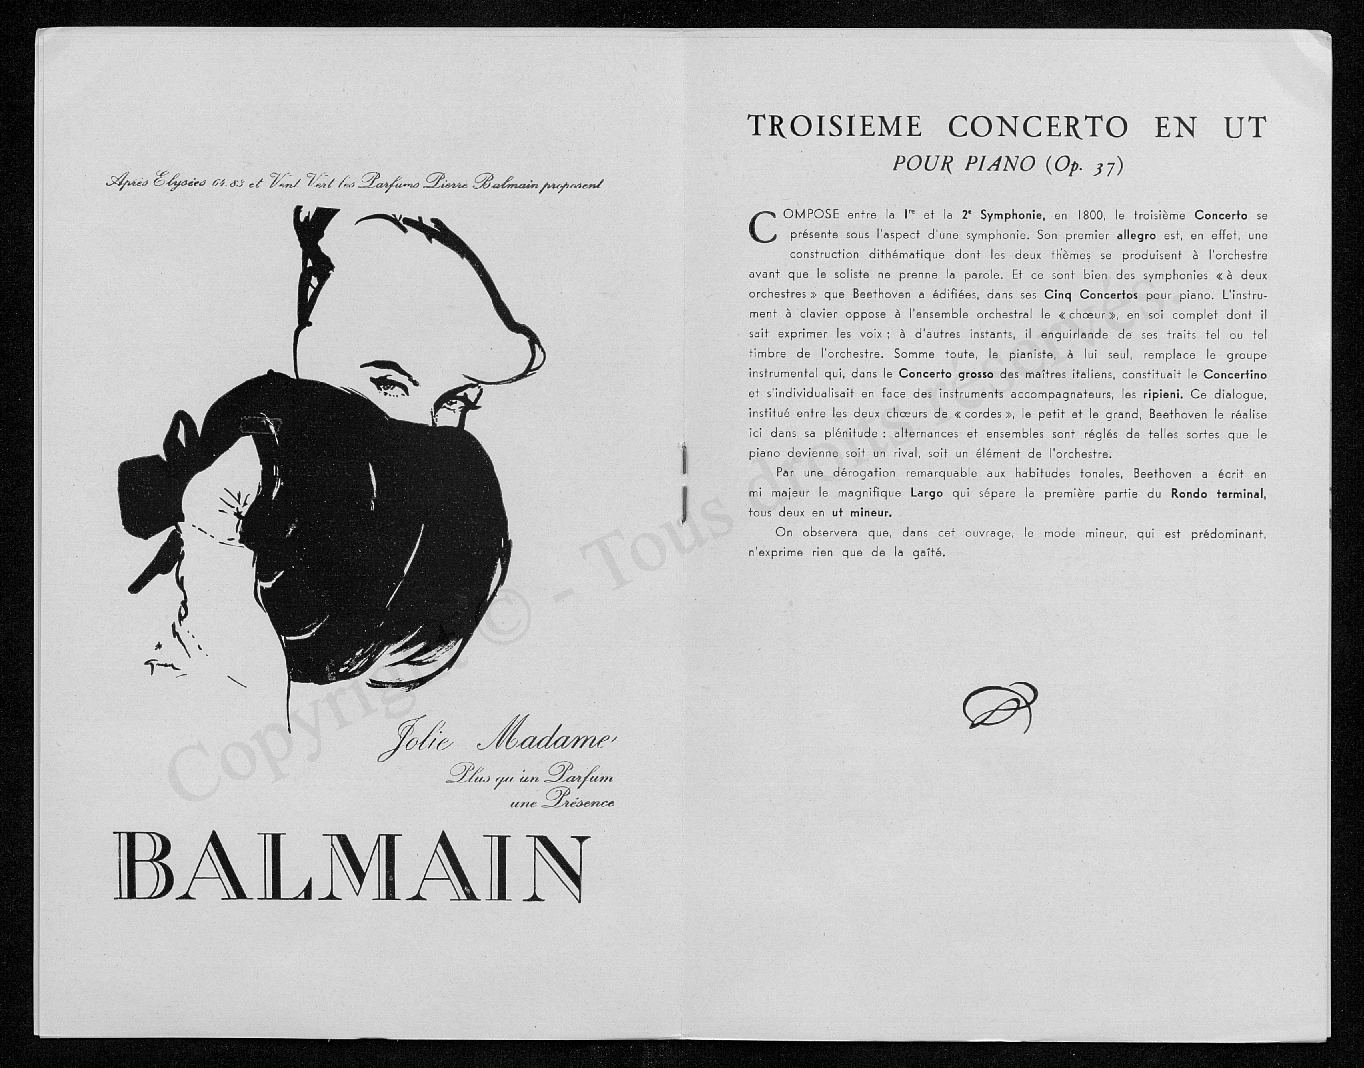 Après Elysées 64.83 et Vent Vert les Parfums Pierre Balmain proposent
Jolie Madame
Plus qu'un Parfum
une Présence
BALMAIN
TROISIEME CONCERTO EN UT
POUR PIANO (Op. 37)
COMPOSE entre la 1re et la 2e Symphonie, en 1800, le troisième Concerto se
présente sous l'aspect d'une symphonie. Son premier allegro est, en effet, une
construction dithématique dont les deux thèmes se produisent à l'orchestre
avant que le soliste ne prenne la parole. Et ce sont bien des symphonies « à deux
orchestres » que Beethoven a édifiées, dans ses Cinq Concertos pour piano. L'instru-
ment à clavier oppose à l'ensemble orchestral le « chœur », en soi complet dont il
sait exprimer les voix ; à d'autres instants, il enguirlande de ses traits tel ou tel
timbre de l'orchestre. Somme toute, le pianiste, à lui seul, remplace le groupe
instrumental qui, dans le Concerto grosso des maîtres italiens, constituait le Concertino
et s'individualisait en face des instruments accompagnateurs, les ripieni. Ce dialogue,
institué entre les deux chœurs de « cordes », le petit et le grand, Beethoven le réalise
ici dans sa plénitude : alternances et ensembles sont réglés de telles sortes que le
piano devienne soit un rival, soit un élément de l'orchestre.
Par une dérogation remarquable aux habitudes tonales, Beethoven a écrit en
mi majeur le magnifique Largo qui sépare la première partie du Rondo terminal,
tous deux en ut mineur.
On observera que, dans cet ouvrage, le mode mineur, qui est prédominant,
n'exprime rien que de la gaîté.
Copyright © - Tous droits réservés.